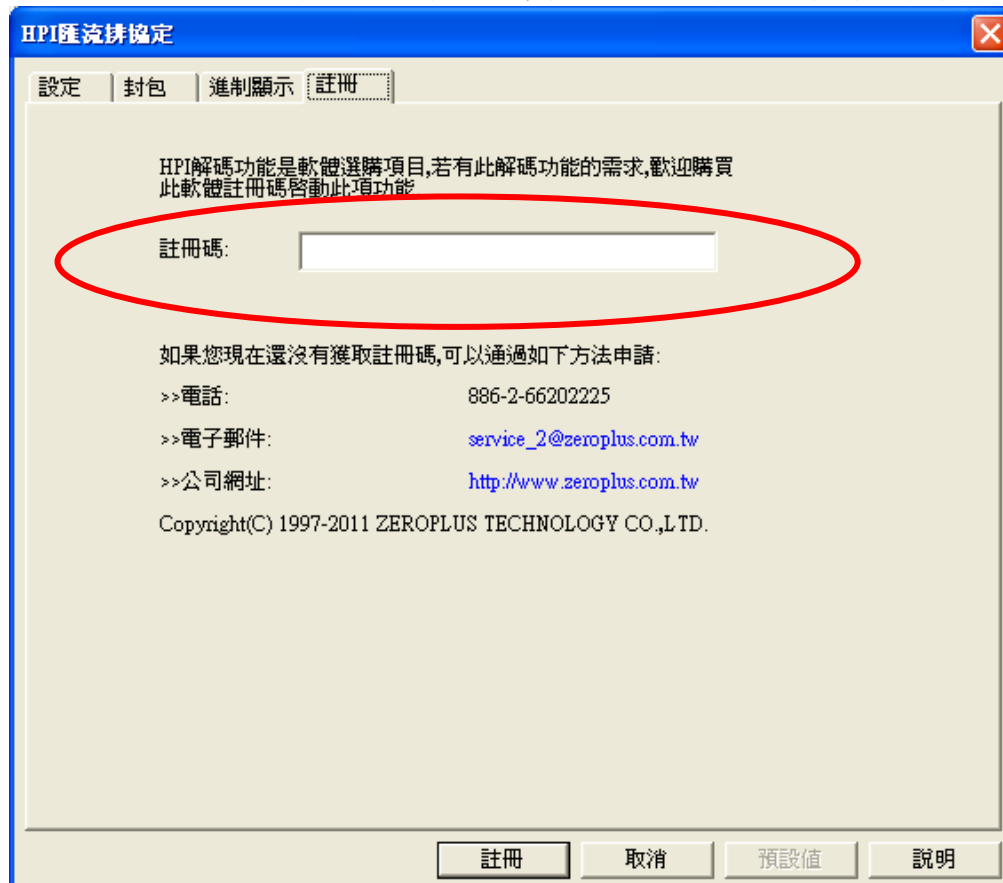 HPI匯流排協定
設定 封包 進制顯示 註冊
HPI解碼功能是軟體選購項目,若有此解碼功能的需求,歡迎購買
此軟體註冊碼啓動此項功能
註冊碼:
如果您現在還沒有獲取註冊碼,可以通過如下方法申請:
>>電話: 886-2-66202225
>>電子郵件: service_2@zeroplus.com.tw
>>公司網址: http://www.zeroplus.com.tw
Copyright(C) 1997-2011 ZEROPLUS TECHNOLOGY CO.,LTD.
註冊 取消 預設值 說明